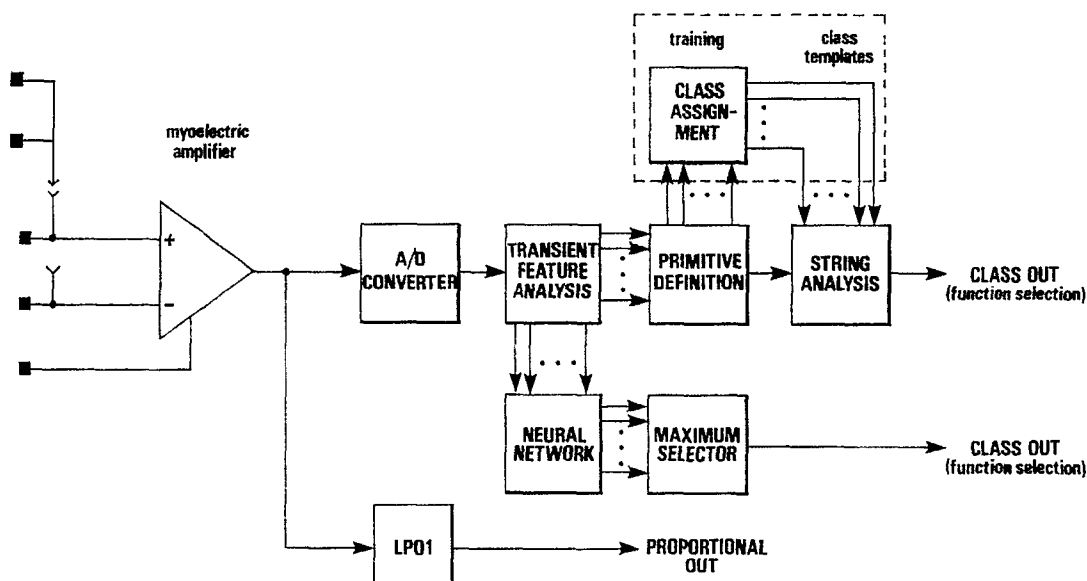 training
class
templates
CLASS
ASSIGN-
MENT
myoelectric
amplifier
+
−
A/D
CONVERTER
TRANSIENT
FEATURE
ANALYSIS
PRIMITIVE
DEFINITION
STRING
ANALYSIS
CLASS OUT
(function selection)
NEURAL
NETWORK
MAXIMUM
SELECTOR
CLASS OUT
(function selection)
LPO1
PROPORTIONAL
OUT